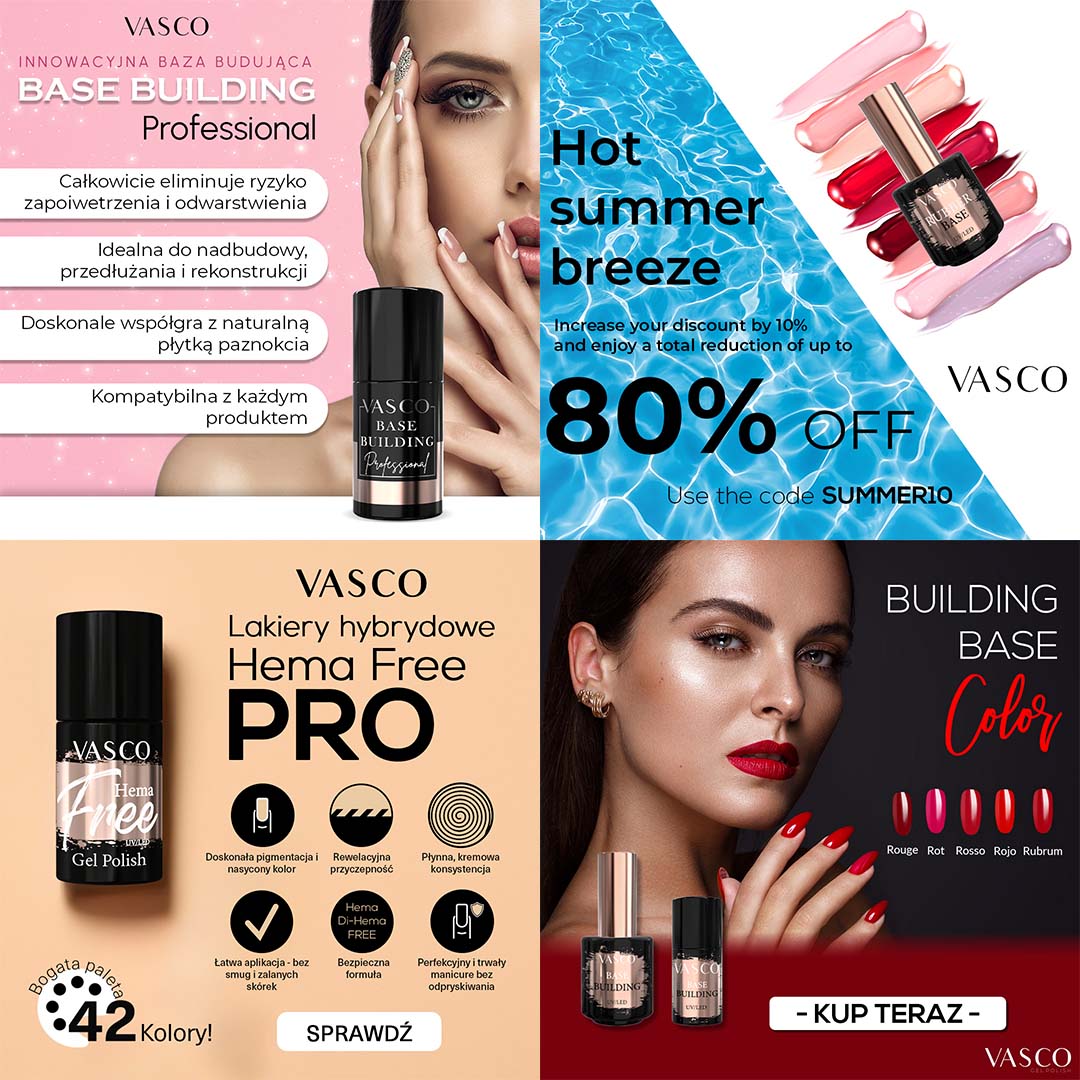 VASCO
INNOWACYJNA BAZA BUDUJĄCA
BASE BUILDING
Professional
Całkowicie eliminuje ryzyko
zapoiwetrzenia i odwarstwienia
Idealna do nadbudowy,
przedłużania i rekonstrukcji
Doskonale współgra z naturalną
płytką paznokcia
Kompatybilna z każdym
produktem
VASCO
BASE
BUILDING
Professional
Hot
summer
breeze
Increase your discount by 10%
and enjoy a total reduction of up to
80% OFF
Use the code SUMMER10
VASCO
RUBBER
BASE
UV/LED
VASCO
VASCO
Lakiery hybrydowe
Hema Free
PRO
VASCO
Hema
Free
UV/LED
Gel Polish
Doskonała pigmentacja i
nasycony kolor
Rewelacyjna
przyczepność
Płynna, kremowa
konsystencja
Hema
Di-Hema
FREE
Łatwa aplikacja - bez
smug i zalanych
skórek
Bezpieczna
formuła
Perfekcyjny i trwały
manicure bez
odpryskiwania
Bogata paleta
42 Kolory!
SPRAWDŹ
BUILDING
BASE
Color
Rouge Rot Rosso Rojo Rubrum
VASCO
BASE
BUILDING
UV/LED
VASCO
BASE
BUILDING
UV/LED
- KUP TERAZ -
VASCO
GEL POLISH